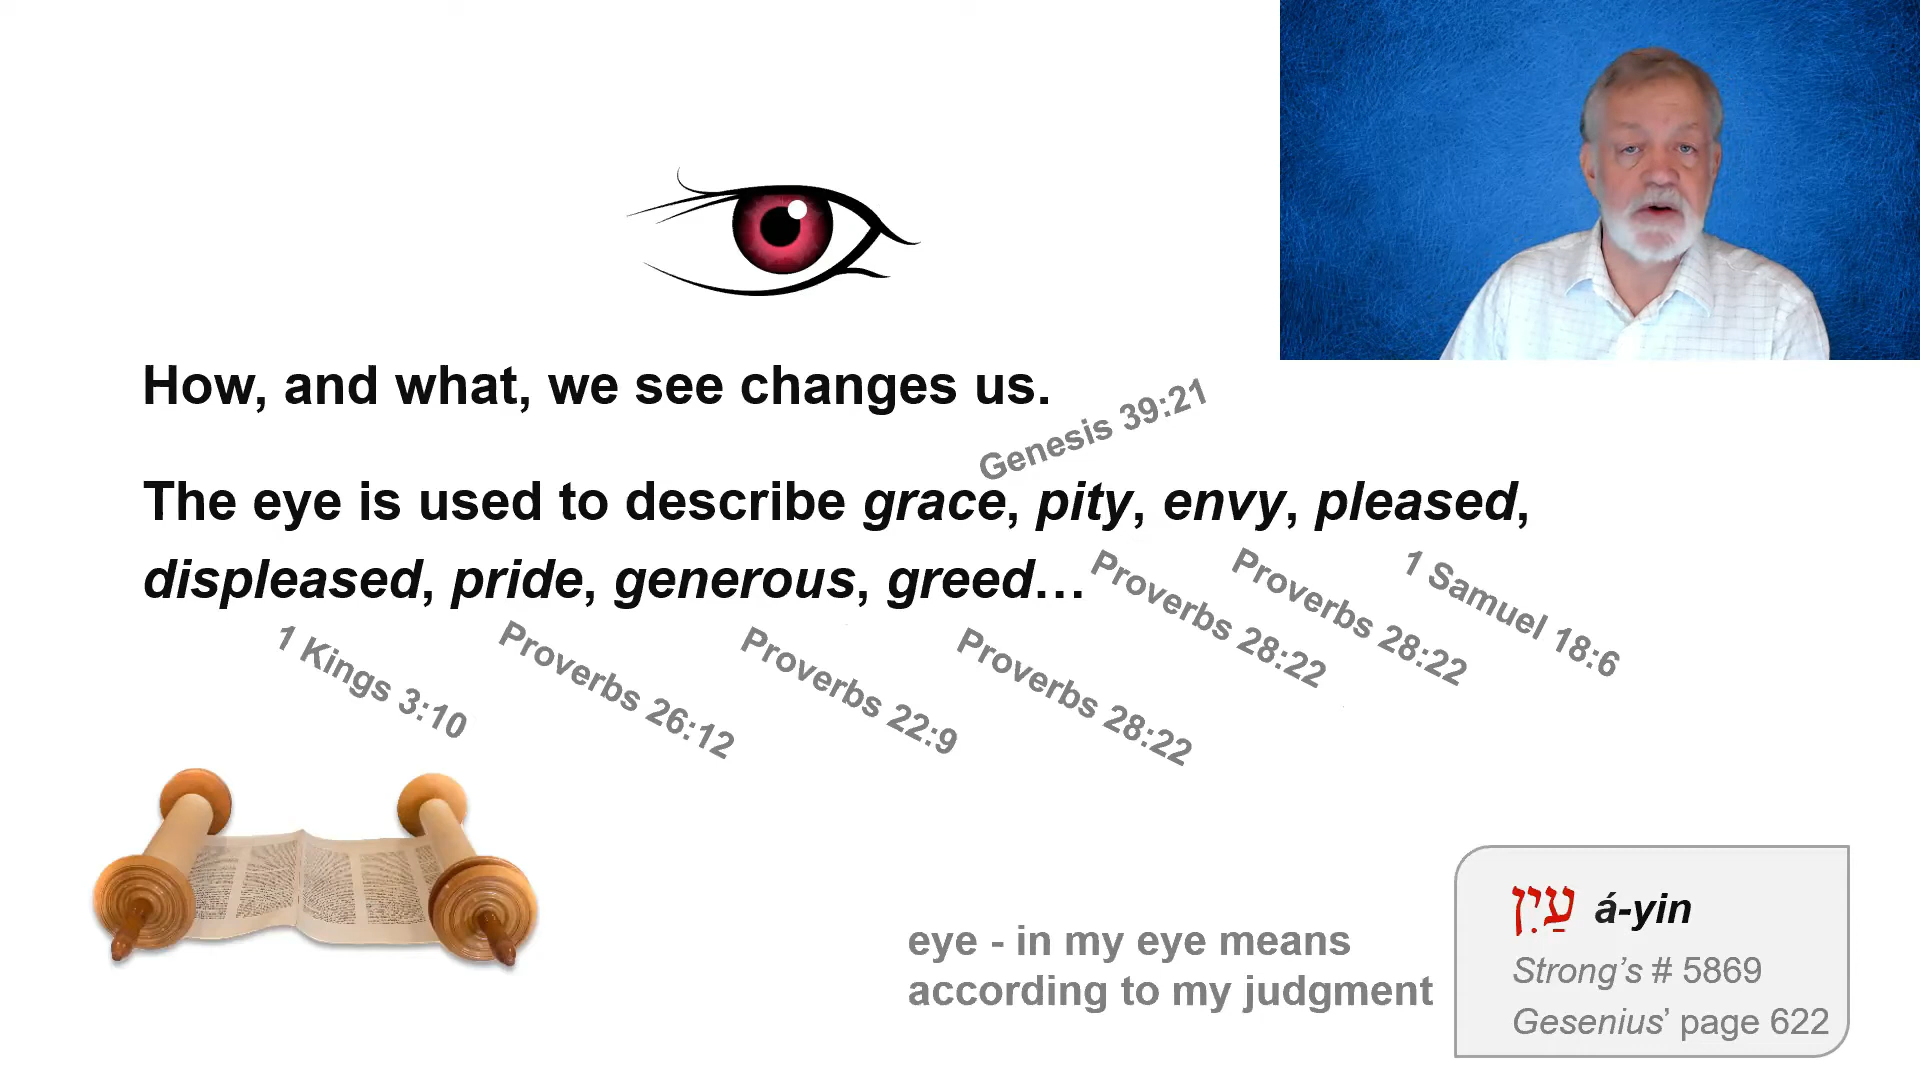 How, and what, we see changes us.
Genesis 39:21
The eye is used to describe grace, pity, envy, pleased,
displeased, pride, generous, greed…
Proverbs 28:22
Proverbs 28:22
1 Samuel 18:6
1 Kings 3:10
Proverbs 26:12
Proverbs 22:9
Proverbs 28:22
eye - in my eye means
according to my judgment
עַיִן á-yin
Strong’s # 5869
Gesenius’ page 622